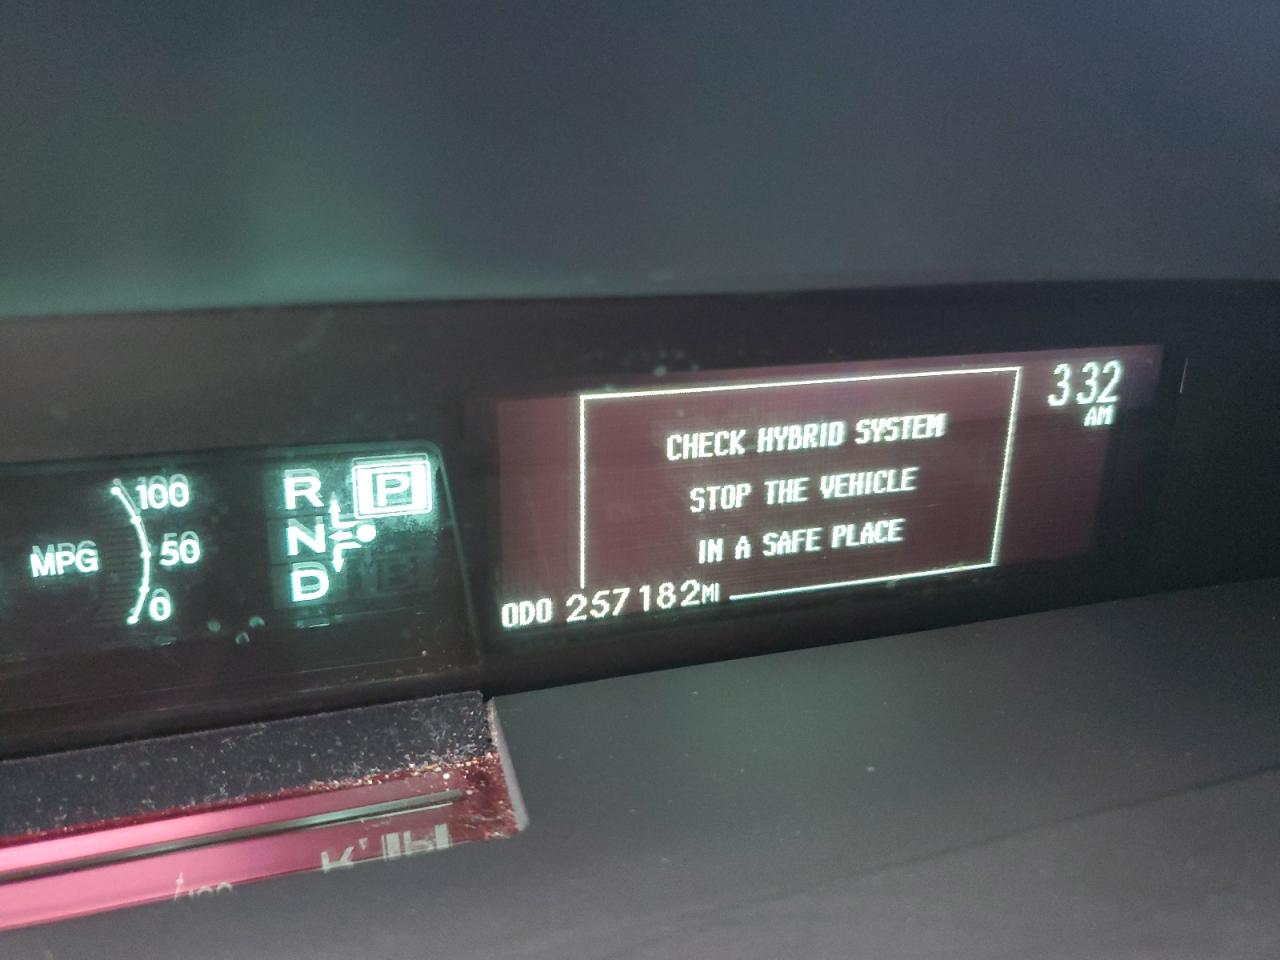 MPG
100
50
0
R
P
N
D
CHECK HYBRID SYSTEM
STOP THE VEHICLE
IN A SAFE PLACE
3 32
AM
ODO 257182MI